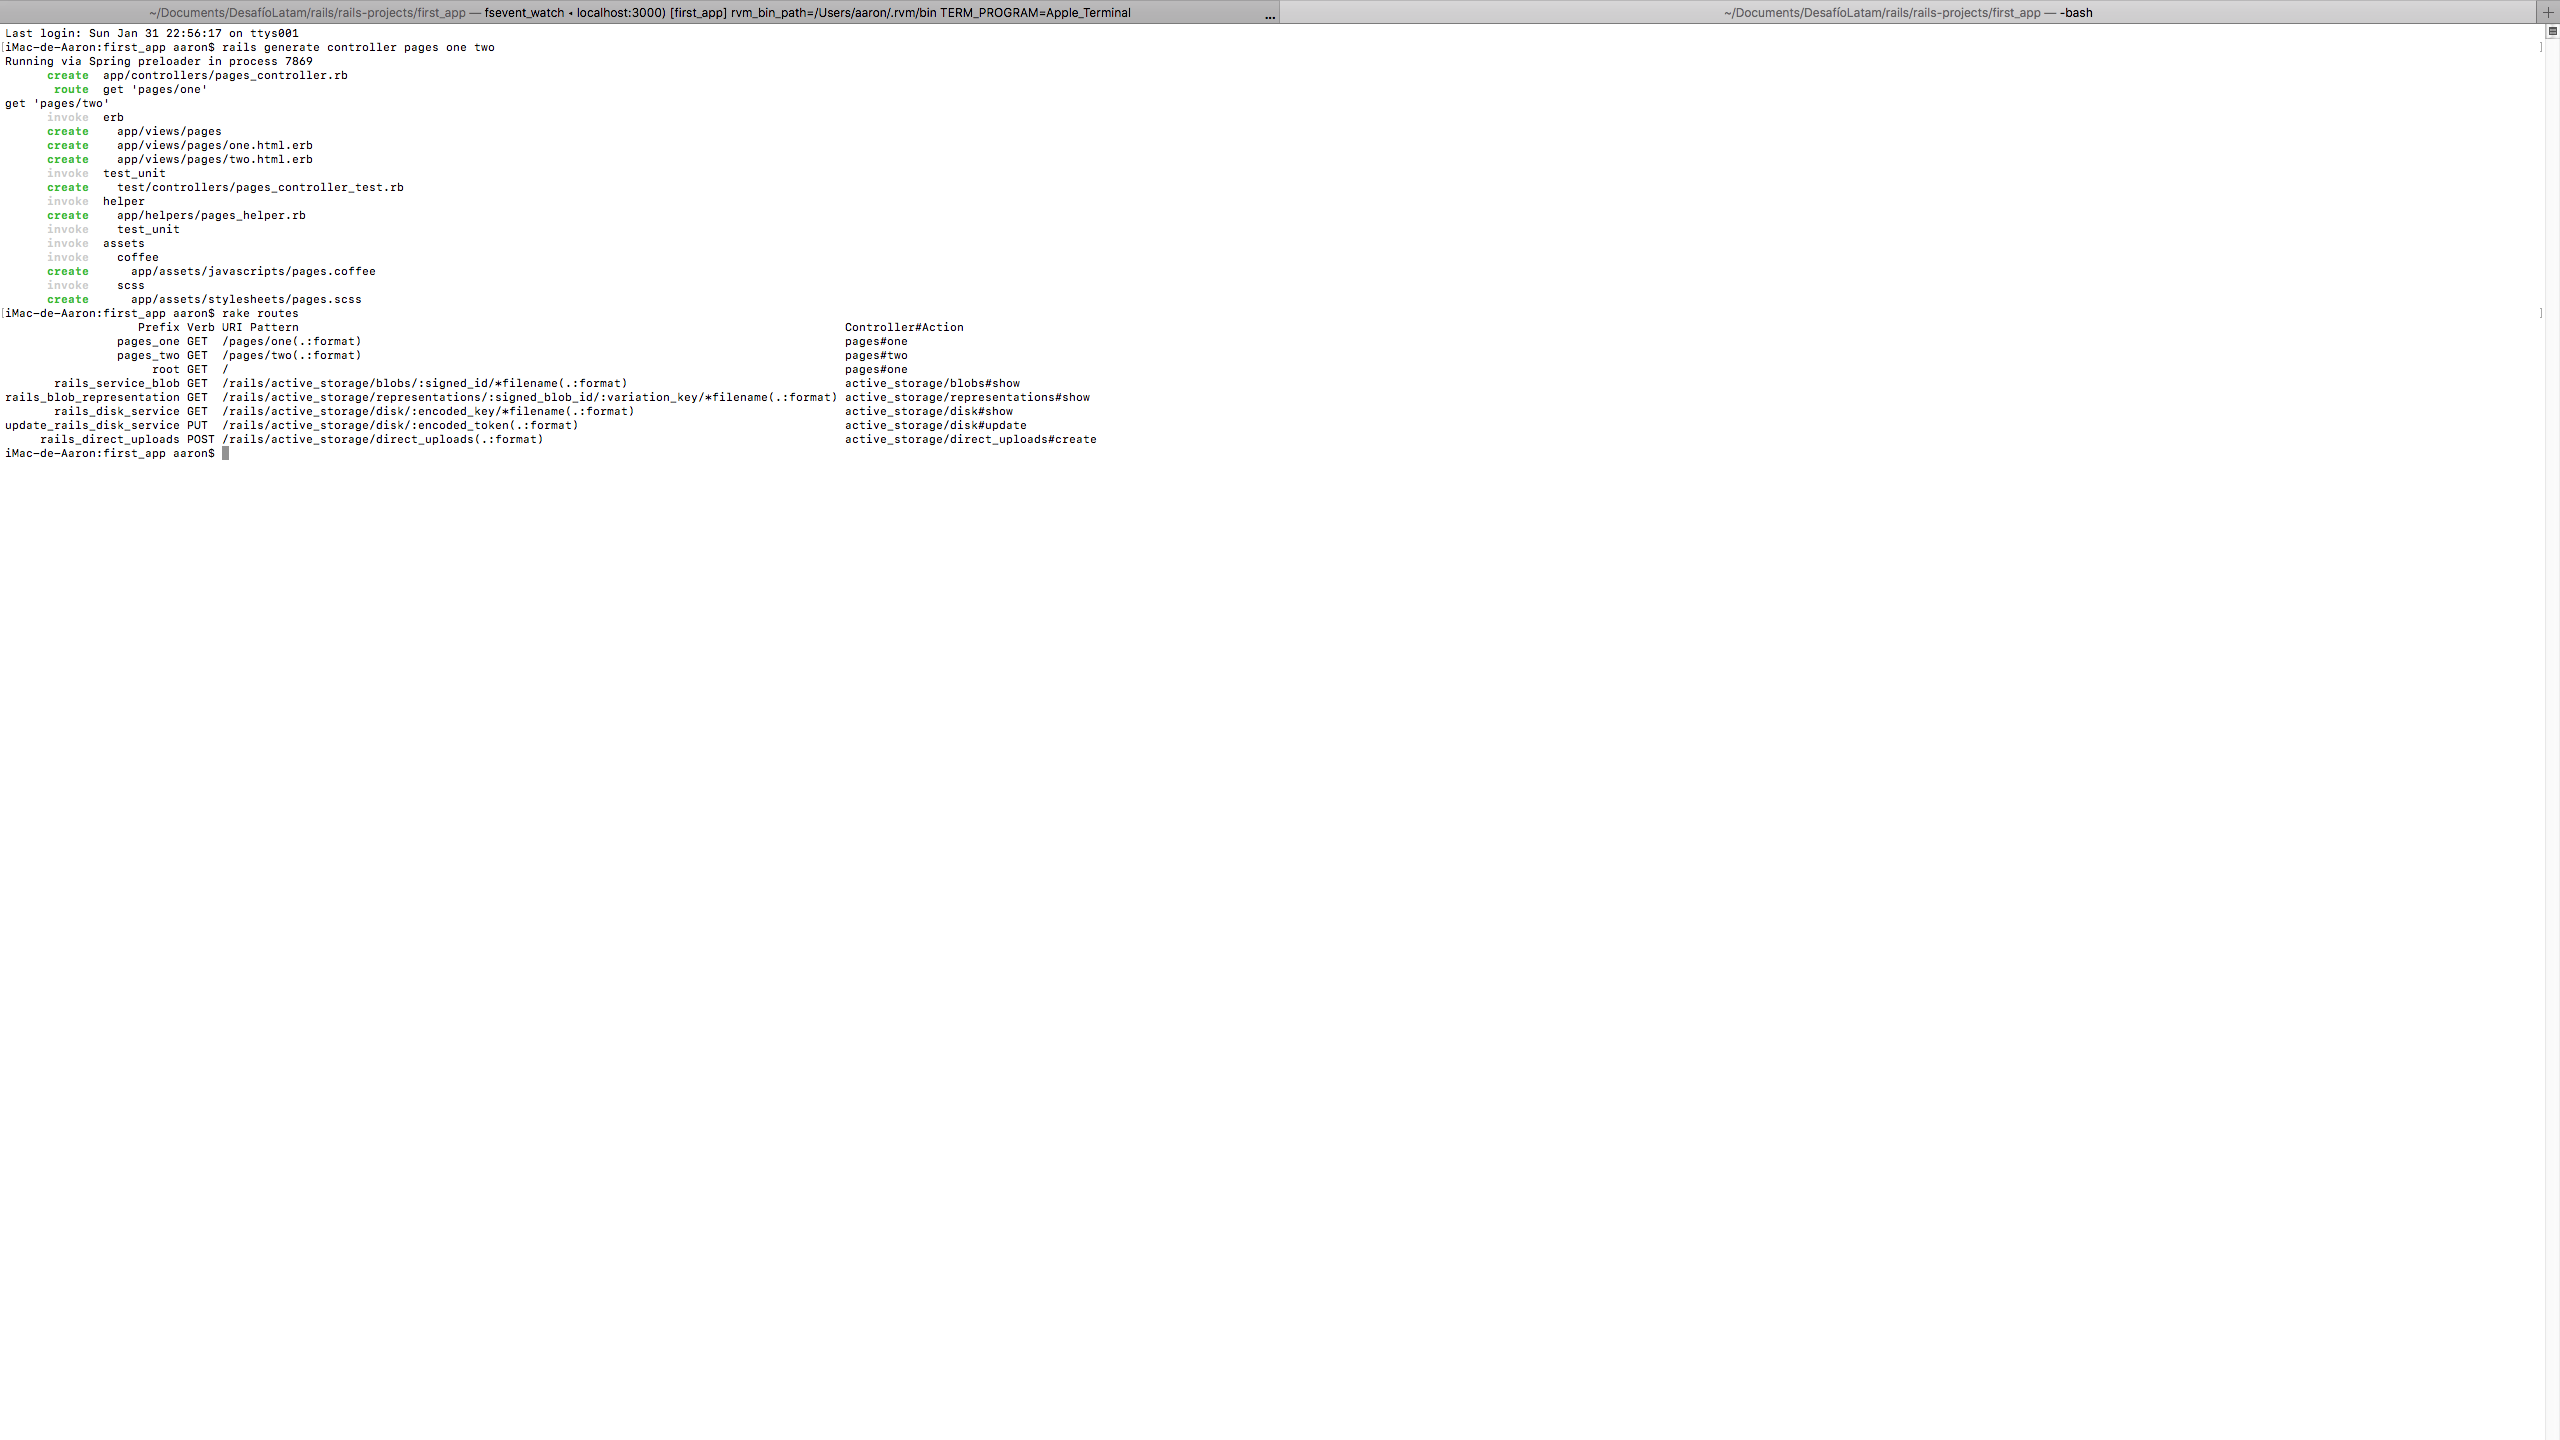 ~/Documents/DesafíoLatam/rails/rails-projects/first_app — fsevent_watch ◂ localhost:3000) [first_app] rvm_bin_path=/Users/aaron/.rvm/bin TERM_PROGRAM=Apple_Terminal ...
~/Documents/DesafíoLatam/rails/rails-projects/first_app — -bash
Last login: Sun Jan 31 22:56:17 on ttys001
[iMac-de-Aaron:first_app aaron$ rails generate controller pages one two ]
Running via Spring preloader in process 7869
      create  app/controllers/pages_controller.rb
       route  get 'pages/one'
get 'pages/two'
      invoke  erb
      create    app/views/pages
      create    app/views/pages/one.html.erb
      create    app/views/pages/two.html.erb
      invoke  test_unit
      create    test/controllers/pages_controller_test.rb
      invoke  helper
      create    app/helpers/pages_helper.rb
      invoke    test_unit
      invoke  assets
      invoke    coffee
      create      app/assets/javascripts/pages.coffee
      invoke    scss
      create      app/assets/stylesheets/pages.scss
[iMac-de-Aaron:first_app aaron$ rake routes ]
                   Prefix Verb URI Pattern                                                                              Controller#Action
                pages_one GET  /pages/one(.:format)                                                                     pages#one
                pages_two GET  /pages/two(.:format)                                                                     pages#two
                     root GET  /                                                                                        pages#one
       rails_service_blob GET  /rails/active_storage/blobs/:signed_id/*filename(.:format)                               active_storage/blobs#show
rails_blob_representation GET  /rails/active_storage/representations/:signed_blob_id/:variation_key/*filename(.:format) active_storage/representations#show
       rails_disk_service GET  /rails/active_storage/disk/:encoded_key/*filename(.:format)                              active_storage/disk#show
update_rails_disk_service PUT  /rails/active_storage/disk/:encoded_token(.:format)                                      active_storage/disk#update
     rails_direct_uploads POST /rails/active_storage/direct_uploads(.:format)                                           active_storage/direct_uploads#create
iMac-de-Aaron:first_app aaron$